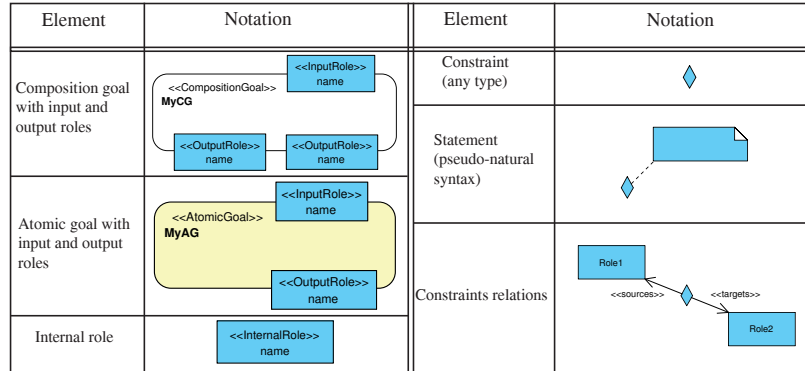 Element
Notation
Composition goal
with input and
output roles
<<InputRole>>
name
<<CompositionGoal>>
MyCG
<<OutputRole>>
name
<<OutputRole>>
name
Atomic goal with
input and output
roles
<<InputRole>>
name
<<AtomicGoal>>
MyAG
<<OutputRole>>
name
Internal role
<<InternalRole>>
name
Element
Notation
Constraint
(any type)
Statement
(pseudo-natural
syntax)
Constraints relations
Role1
<<sources>>
<<targets>>
Role2